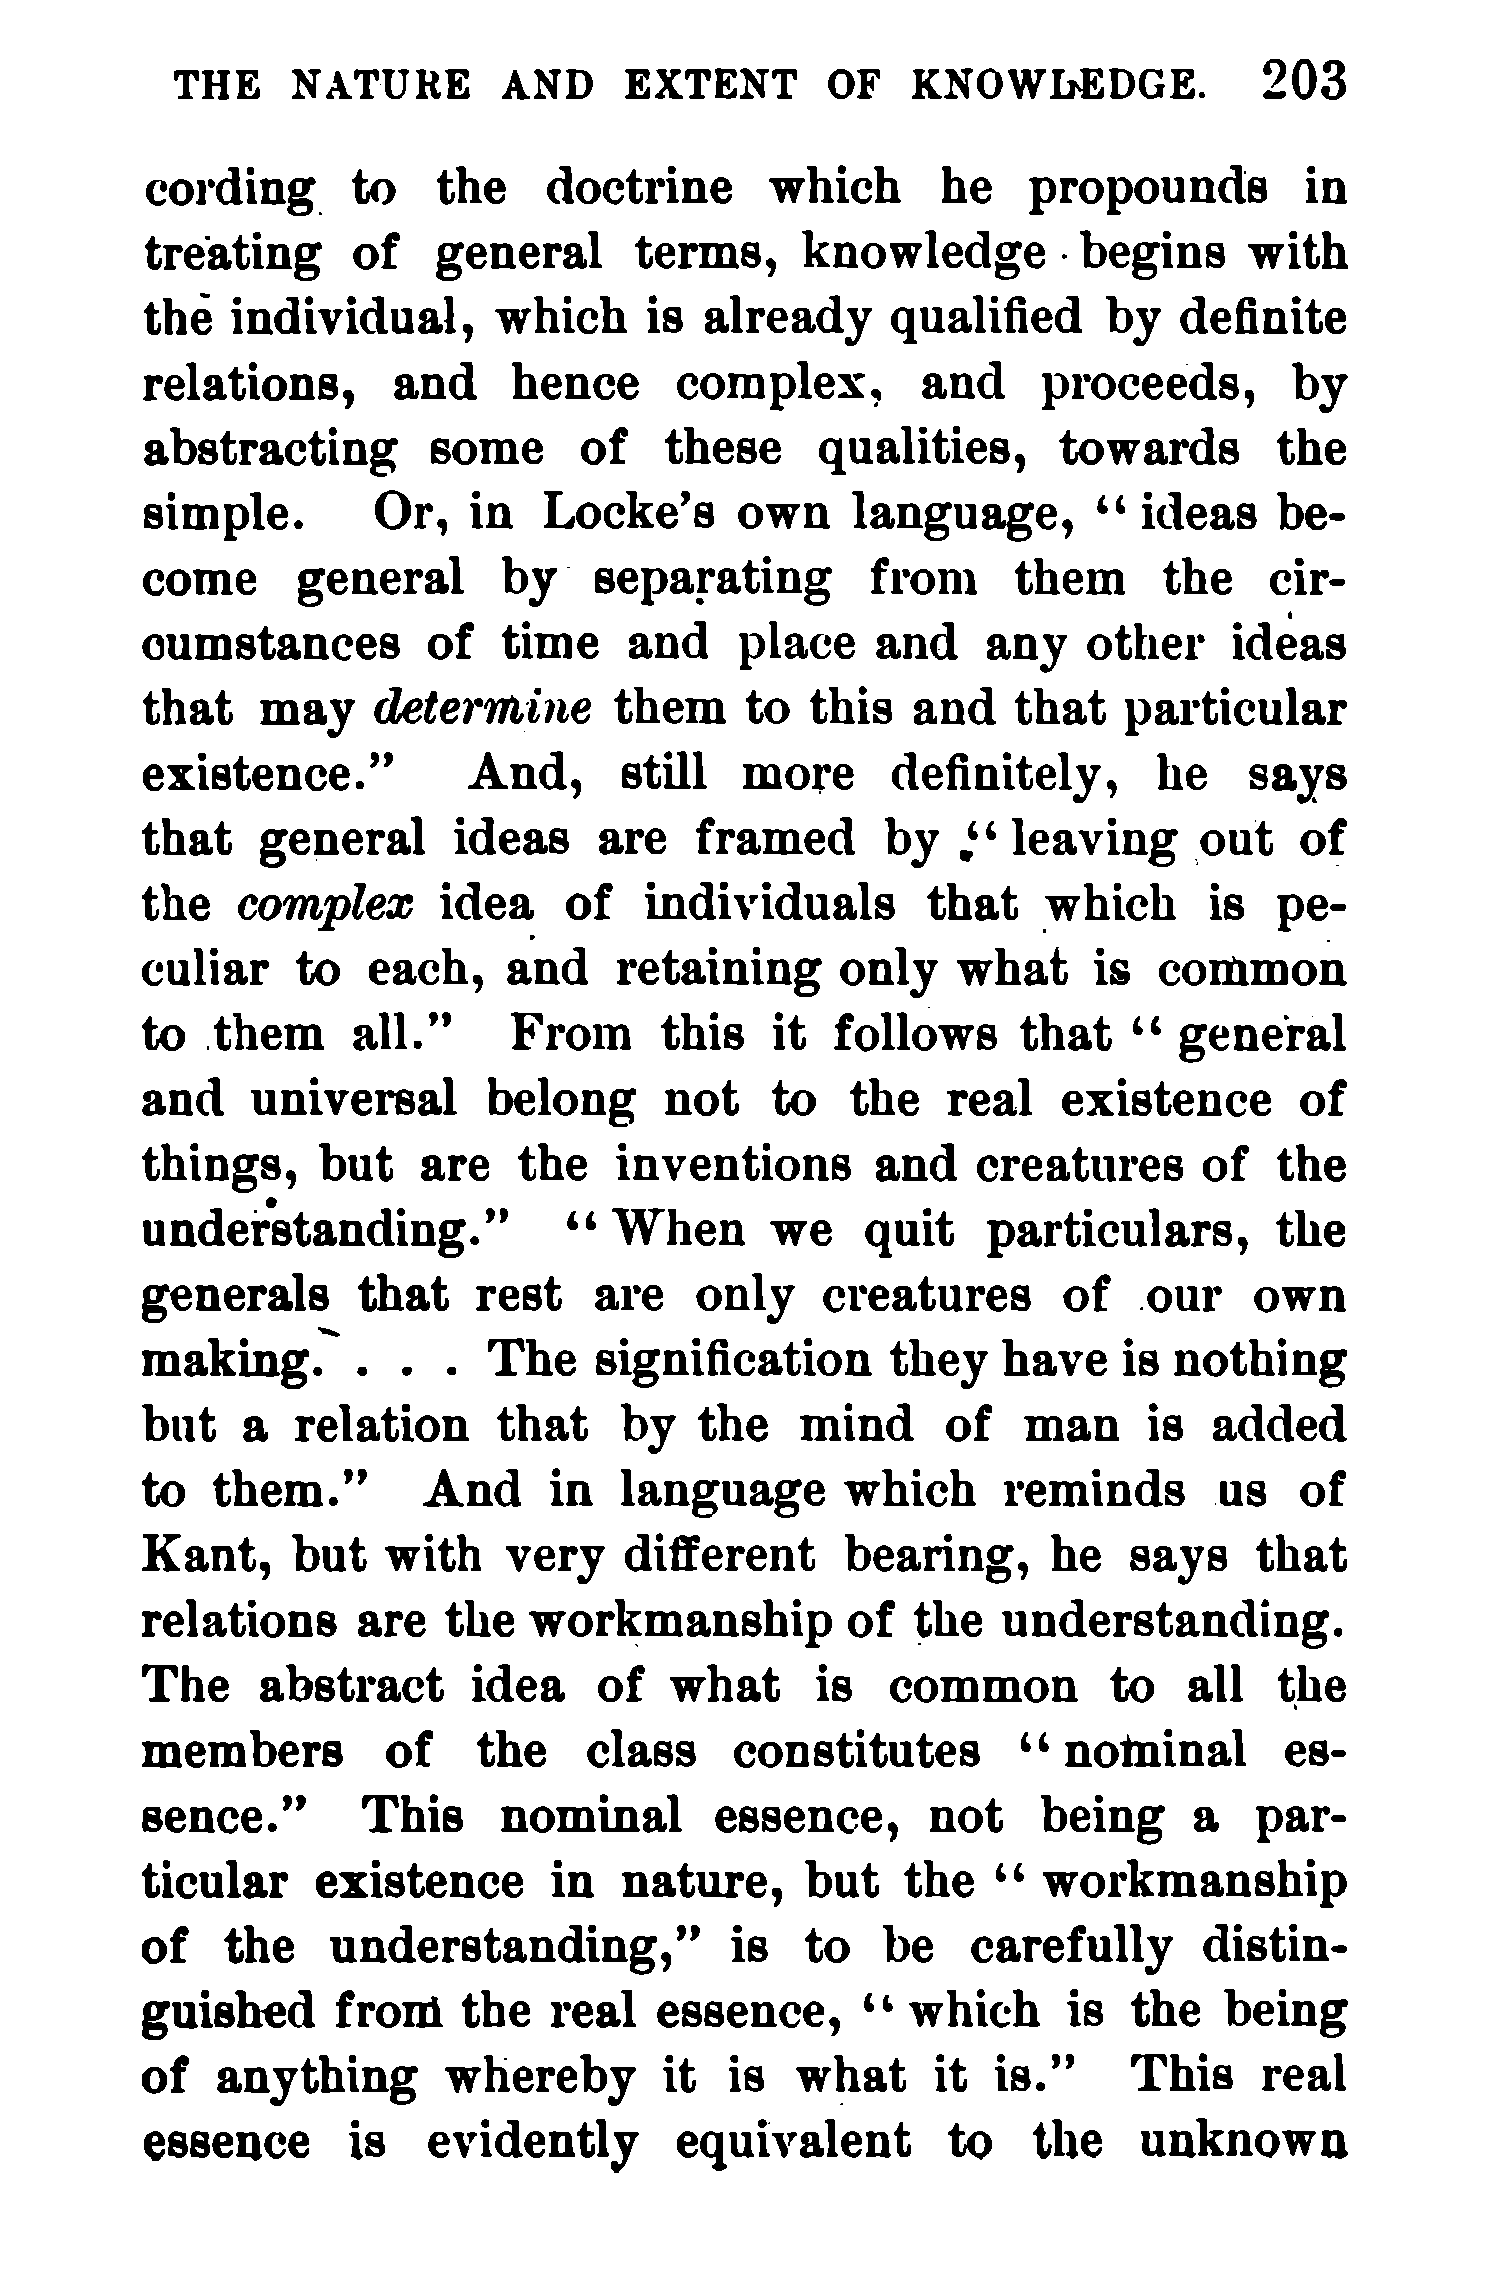 THE NATURE AND EXTENT OF KNOWLEDGE. 203
cording to the doctrine which he propounds in
treating of general terms, knowledge begins with
the individual, which is already qualified by definite
relations, and hence complex, and proceeds, by
abstracting some of these qualities, towards the
simple. Or, in Locke's own language, "ideas be-
come general by separating from them the cir-
cumstances of time and place and any other ideas
that may determine them to this and that particular
existence." And, still more definitely, he says
that general ideas are framed by "leaving out of
the complex idea of individuals that which is pe-
culiar to each, and retaining only what is common
to them all." From this it follows that "general
and universal belong not to the real existence of
things, but are the inventions and creatures of the
understanding." "When we quit particulars, the
generals that rest are only creatures of our own
making. . . . The signification they have is nothing
but a relation that by the mind of man is added
to them." And in language which reminds us of
Kant, but with very different bearing, he says that
relations are the workmanship of the understanding.
The abstract idea of what is common to all the
members of the class constitutes "nominal es-
sence." This nominal essence, not being a par-
ticular existence in nature, but the "workmanship
of the understanding," is to be carefully distin-
guished from the real essence, "which is the being
of anything whereby it is what it is." This real
essence is evidently equivalent to the unknown